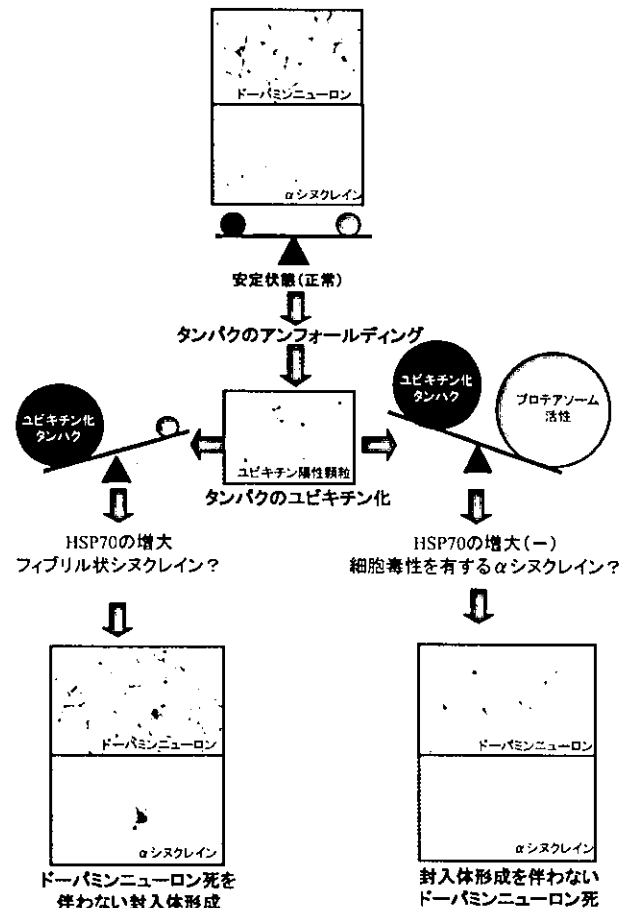 ドーパミンニューロン
αシヌクレイン
安定状態(正常)
タンパクのアンフォールディング
ユビキチン化
タンパク
ユビキチン陽性顆粒
タンパクのユビキチン化
ユビキチン化
タンパク
プロテアソーム
活性
HSP70の増大
フィブリル状シヌクレイン?
HSP70の増大(−)
細胞毒性を有するαシヌクレイン?
ドーパミンニューロン
αシヌクレイン
ドーパミンニューロン死を
伴わない封入体形成
ドーパミンニューロン
αシヌクレイン
封入体形成を伴わない
ドーパミンニューロン死